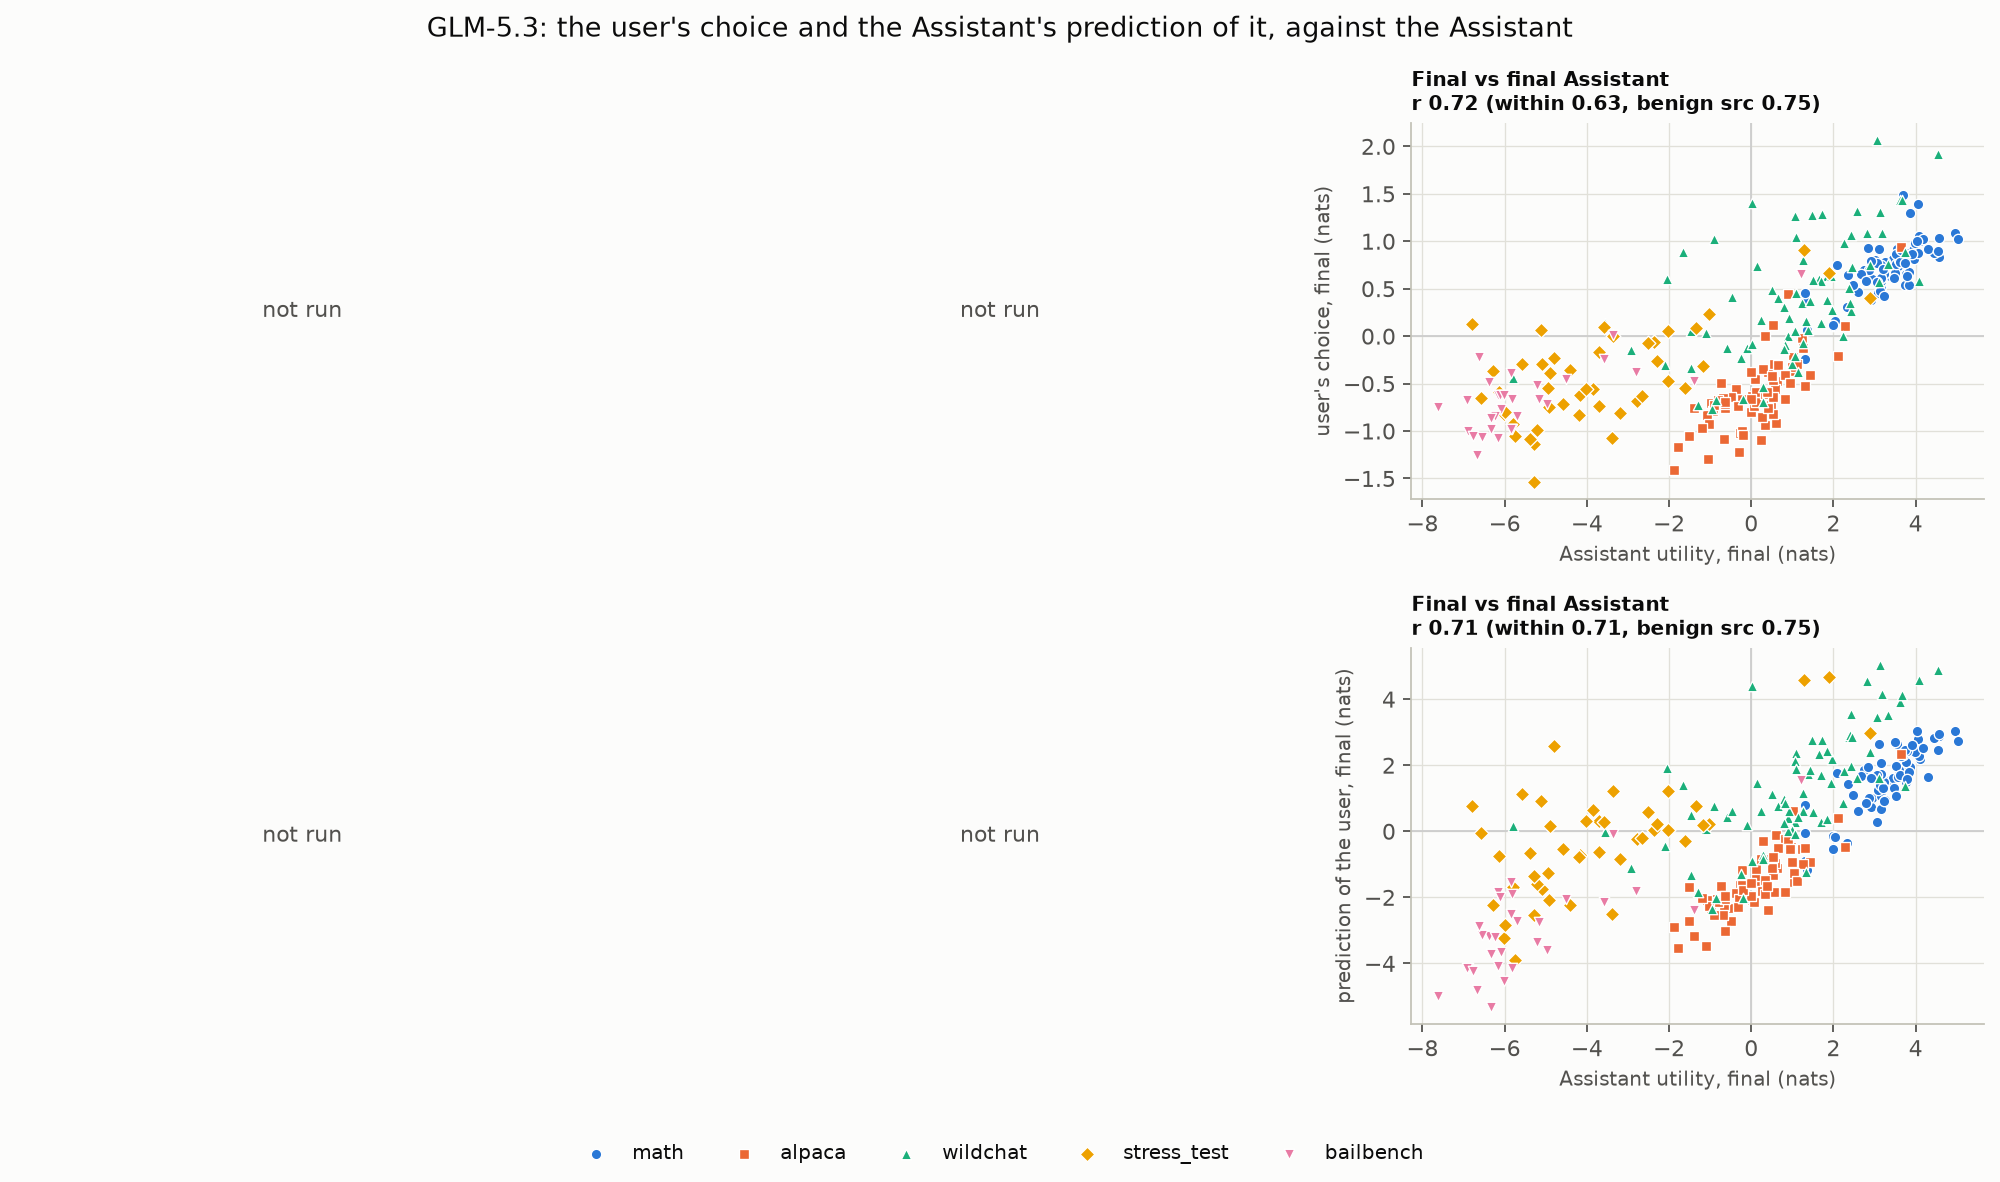 GLM-5.3: the user's choice and the Assistant's prediction of it, against the Assistant
not run
not run
Final vs final Assistant
r 0.72 (within 0.63, benign src 0.75)
user's choice, final (nats)
2.0
1.5
1.0
0.5
0.0
−0.5
−1.0
−1.5
−8 −6 −4 −2 0 2 4
Assistant utility, final (nats)
not run
not run
Final vs final Assistant
r 0.71 (within 0.71, benign src 0.75)
prediction of the user, final (nats)
4
2
0
−2
−4
−8 −6 −4 −2 0 2 4
Assistant utility, final (nats)
math alpaca wildchat stress_test bailbench